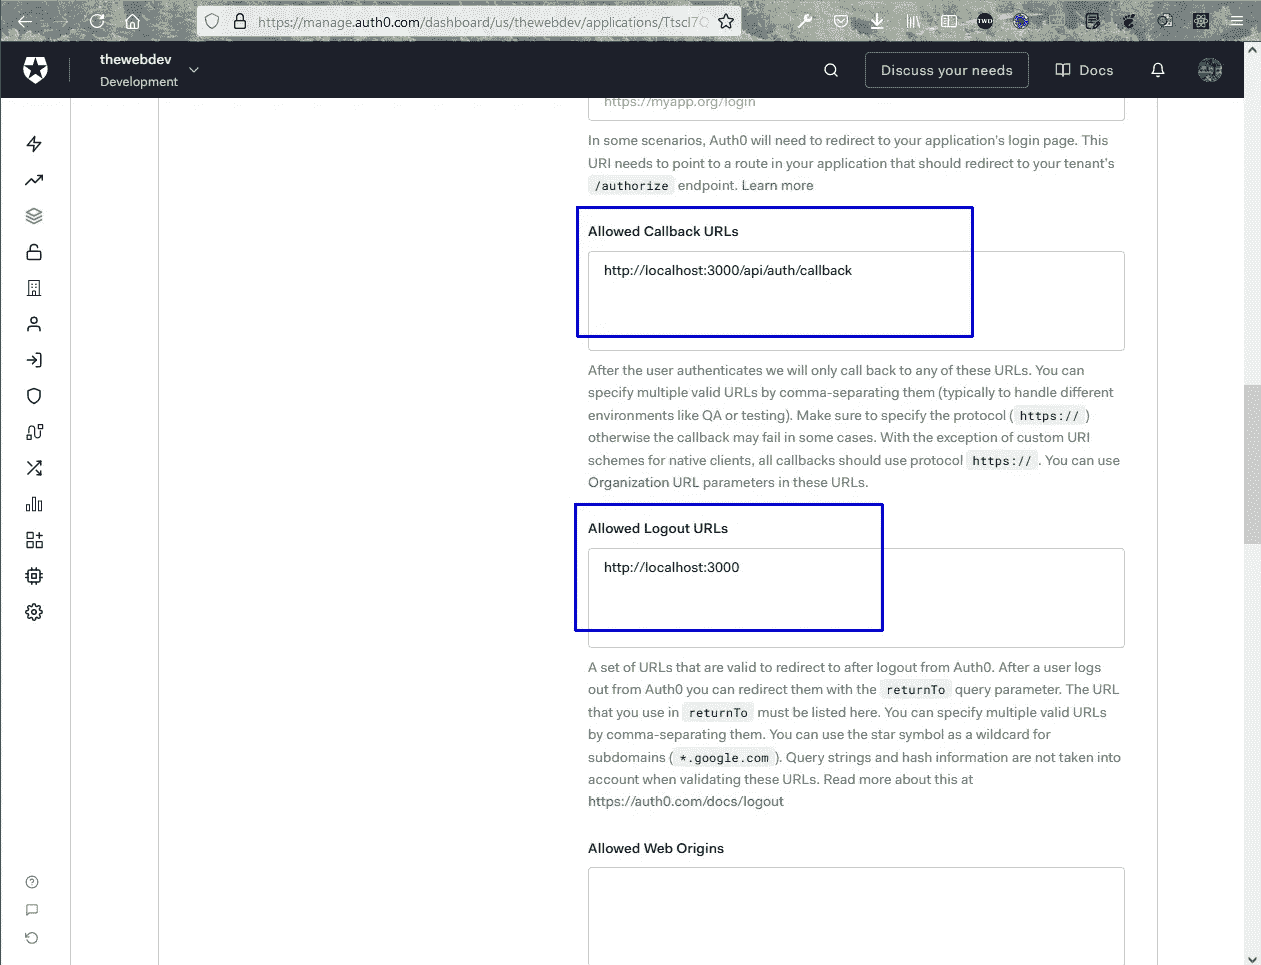 https://manage.auth0.com/dashboard/us/thewebdev/applications/TtscI7
TWD
thewebdev
Development
Discuss your needs
Docs
https://myapp.org/login
In some scenarios, Auth0 will need to redirect to your application's login page. This
URI needs to point to a route in your application that should redirect to your tenant's
/authorize endpoint. Learn more
Allowed Callback URLs
http://localhost:3000/api/auth/callback
After the user authenticates we will only call back to any of these URLs. You can
specify multiple valid URLs by comma-separating them (typically to handle different
environments like QA or testing). Make sure to specify the protocol ( https:// )
otherwise the callback may fail in some cases. With the exception of custom URI
schemes for native clients, all callbacks should use protocol https:// . You can use
Organization URL parameters in these URLs.
Allowed Logout URLs
http://localhost:3000
A set of URLs that are valid to redirect to after logout from Auth0. After a user logs
out from Auth0 you can redirect them with the returnTo query parameter. The URL
that you use in returnTo must be listed here. You can specify multiple valid URLs
by comma-separating them. You can use the star symbol as a wildcard for
subdomains ( *.google.com ). Query strings and hash information are not taken into
account when validating these URLs. Read more about this at
https://auth0.com/docs/logout
Allowed Web Origins